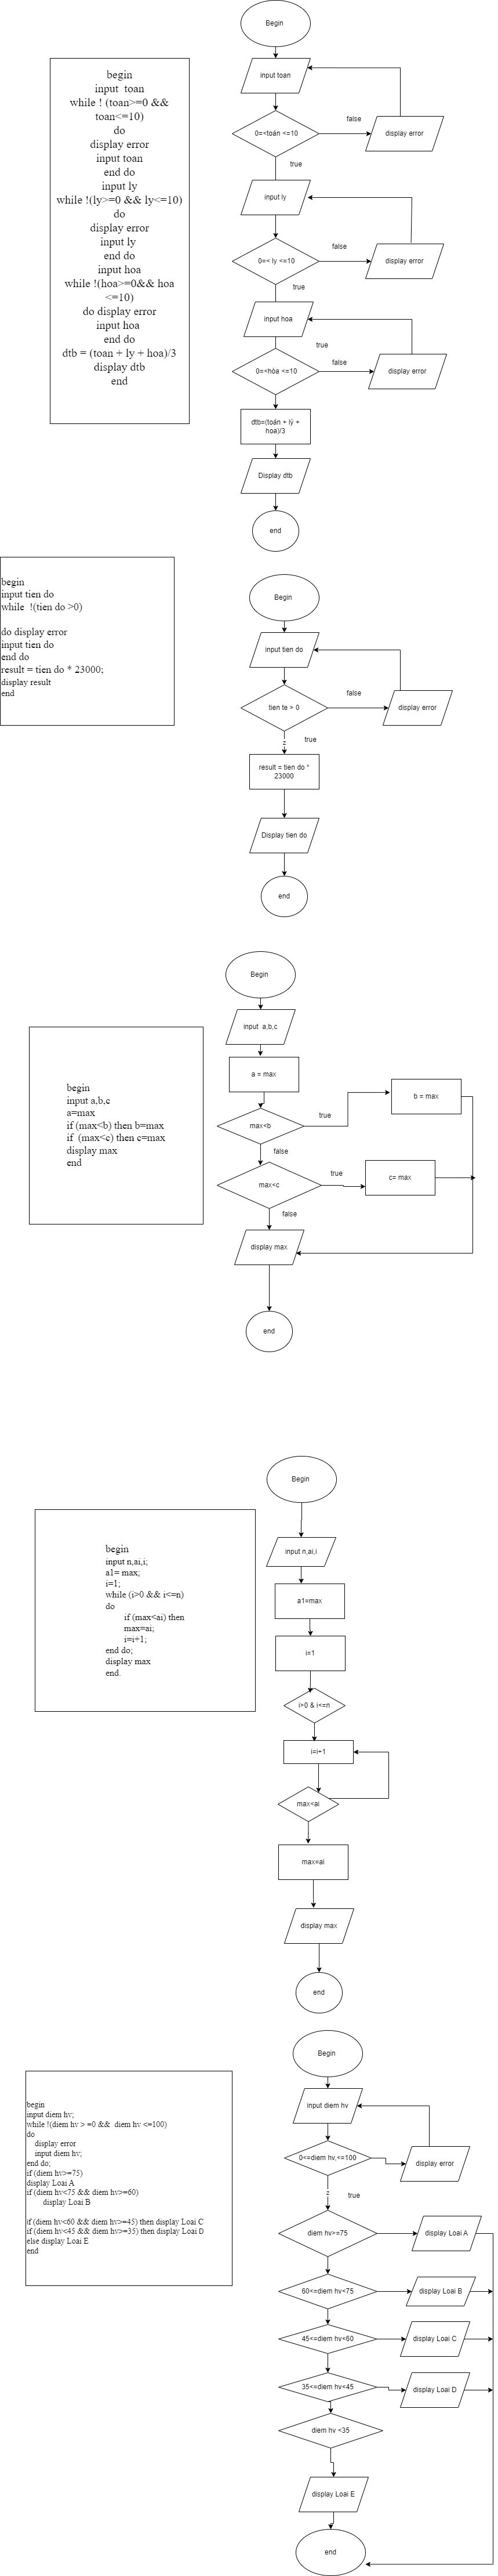 Begin
input toan
0=<toán <=10
false
display error
true
input ly
0=< ly <=10
false
display error
true
input hoa
true
0=<hòa <=10
false
display error
đtb=(toán + lý +
hoa)/3
Display dtb
end
begin
input  toan
while ! (toan>=0 &&
toan<=10)
do
display error
input toan
end do
input ly
while !(ly>=0 && ly<=10)
do
display error
input ly
end do
input hoa
while !(hoa>=0&& hoa
<=10)
do display error
input hoa
end do
dtb = (toan + ly + hoa)/3
display dtb
end
begin
input tien do
while  !(tien do >0)
do display error
input tien do
end do
result = tien do * 23000;
display result
end
Begin
input tien do
tien te > 0
false
display error
z
true
result = tien do *
23000
Display tien do
end
Begin
input  a,b,c
a = max
max<b
true
b = max
false
max<c
true
c= max
false
display max
end
begin
input a,b,c
a=max
if (max<b) then b=max
if  (max<c) then c=max
display max
end
Begin
input n,ai,i
a1=max
i=1
i>0 & i<=n
i=i+1
max<ai
max=ai
display max
end
begin
input n,ai,i;
a1= max;
i=1;
while (i>0 && i<=n)
do
if (max<ai) then
max=ai;
i=i+1;
end do;
display max
end.
Begin
input diem hv
0<=diem hv,<=100
display error
z
true
diem hv>=75
display Loai A
60<=diem hv<75
display Loai B
45<=diem hv<60
display Loai C
35<=diem hv<45
display Loai D
diem hv <35
display Loai E
end
begin
input diem hv;
while !(diem hv > =0 &&  diem hv <=100)
do
display error
input diem hv;
end do;
if (diem hv>=75)
display Loai A
if (diem hv<75 && diem hv>=60)
display Loai B
if (diem hv<60 && diem hv>=45) then display Loai C
if (diem hv<45 && diem hv>=35) then display Loai D
else display Loai E
end